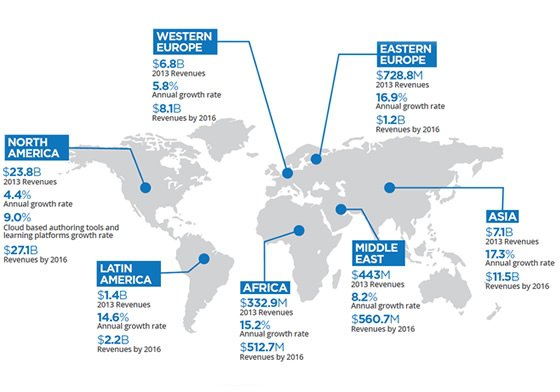 WESTERN
EUROPE
$6.8B
2013 Revenues
5.8%
Annual growth rate
$8.1B
Revenues by 2016
EASTERN
EUROPE
$728.8M
2013 Revenues
16.9%
Annual growth rate
$1.2B
Revenues by 2016
NORTH
AMERICA
$23.8B
2013 Revenues
4.4%
Annual growth rate
9.0%
Cloud based authoring tools and
learning platforms growth rate
$27.1B
Revenues by 2016
LATIN
AMERICA
$1.4B
2013 Revenues
14.6%
Annual growth rate
$2.2B
Revenues by 2016
AFRICA
$332.9M
2013 Revenues
15.2%
Annual growth rate
$512.7M
Revenues by 2016
MIDDLE
EAST
$443M
2013 Revenues
8.2%
Annual growth rate
$560.7M
Revenues by 2016
ASIA
$7.1B
2013 Revenues
17.3%
Annual growth rate
$11.5B
Revenues by 2016